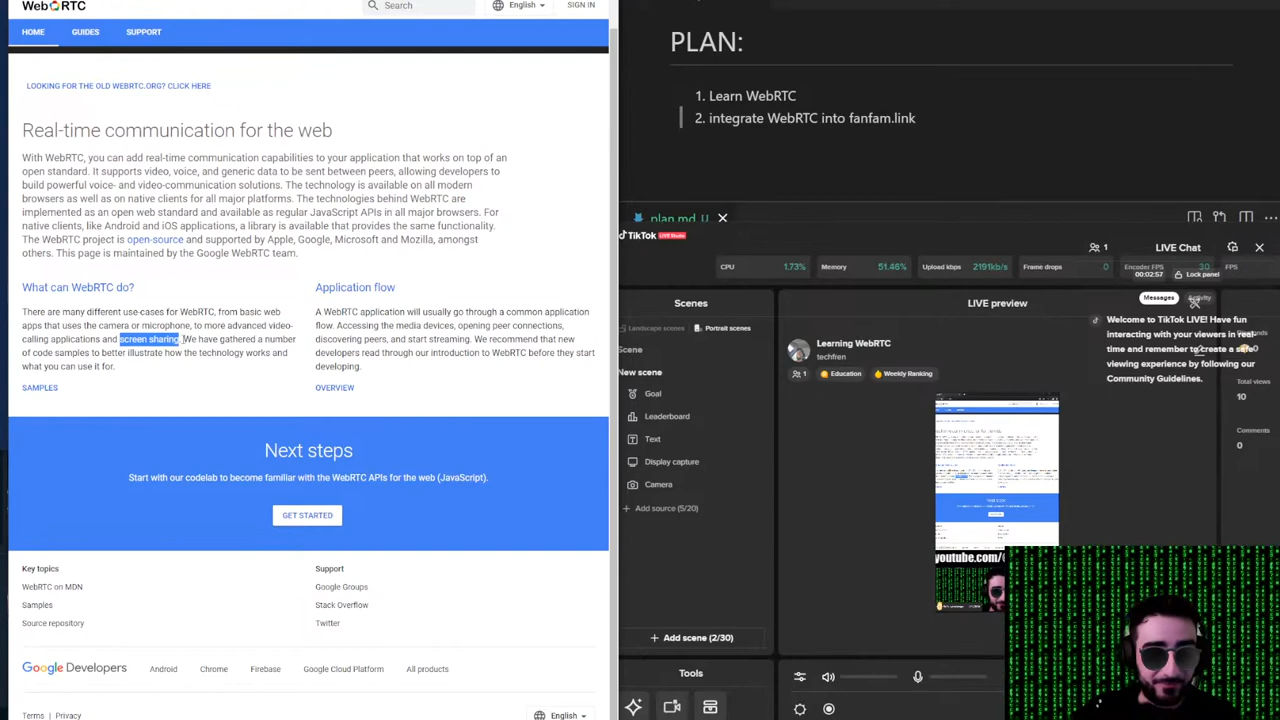 WebRTC
Search
English
SIGN IN
HOME
GUIDES
SUPPORT
LOOKING FOR THE OLD WEBRTC.ORG? CLICK HERE
Real-time communication for the web
With WebRTC, you can add real-time communication capabilities to your application that works on top of an
open standard. It supports video, voice, and generic data to be sent between peers, allowing developers to
build powerful voice- and video-communication solutions. The technology is available on all modern
browsers as well as on native clients for all major platforms. The technologies behind WebRTC are
implemented as an open web standard and available as regular JavaScript APIs in all major browsers. For
native clients, like Android and iOS applications, a library is available that provides the same functionality.
The WebRTC project is open-source and supported by Apple, Google, Microsoft and Mozilla, amongst
others. This page is maintained by the Google WebRTC team.
What can WebRTC do?
There are many different use-cases for WebRTC, from basic web
apps that uses the camera or microphone, to more advanced video-
calling applications and screen sharing. We have gathered a number
of code samples to better illustrate how the technology works and
what you can use it for.
SAMPLES
Application flow
A WebRTC application will usually go through a common application
flow. Accessing the media devices, opening peer connections,
discovering peers, and start streaming. We recommend that new
developers read through our introduction to WebRTC before they start
developing.
OVERVIEW
Next steps
Start with our codelab to become familiar with the WebRTC APIs for the web (JavaScript).
GET STARTED
Key topics
WebRTC on MDN
Samples
Source repository
Support
Google Groups
Stack Overflow
Twitter
Google Developers
Android
Chrome
Firebase
Google Cloud Platform
All products
Terms | Privacy
English
PLAN:
1. Learn WebRTC
2. integrate WebRTC into fanfam.link
plan.md U
TikTok LIVE Studio
1
LIVE Chat
CPU 1.73%
Memory 51.46%
Upload kbps 2191kb/s
Frame drops 0
Encoder FPS 30
FPS
00:02:57
Lock panel
Scenes
Landscape scenes
Portrait scenes
Scene
New scene
Goal
Leaderboard
Text
Display capture
Camera
Add source (5/20)
Add scene (2/30)
Tools
LIVE preview
Learning WebRTC
techfren
1
Education
Weekly Ranking
youtube.com/@
Messages
Welcome to TikTok LIVE! Have fun
interacting with your viewers in real-
time and remember to create a safe
viewing experience by following our
Community Guidelines.
0
Total views
10
Comments
0